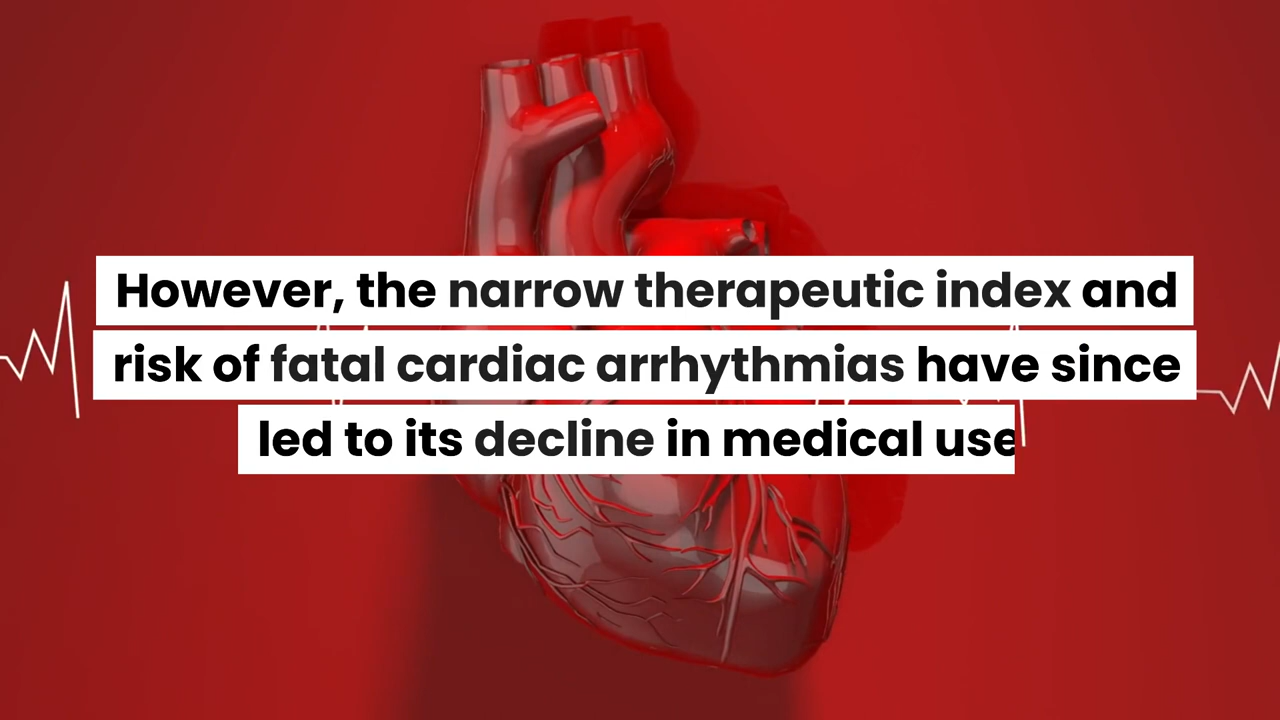 However, the narrow therapeutic index and
risk of fatal cardiac arrhythmias have since
led to its decline in medical use